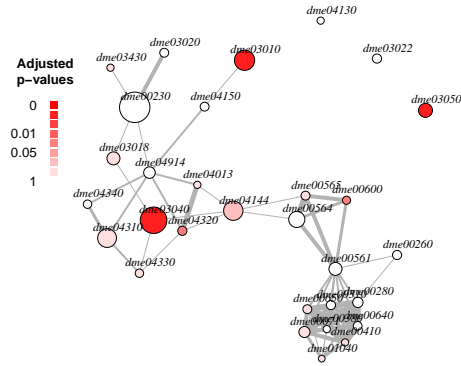 dme04130
dme03020
dme03430
dme03010
dme03022
Adjusted
p-values
dme00230
dme04150
dme03050
0
0.01
0.05
1
dme03018
dme04914
dme04013
dme04340
dme04144
dme00565
dme00600
dme03040
dme04320
dme00564
dme04310
dme04330
dme00561
dme00260
dme00280
dme00640
dme00410
dme01040